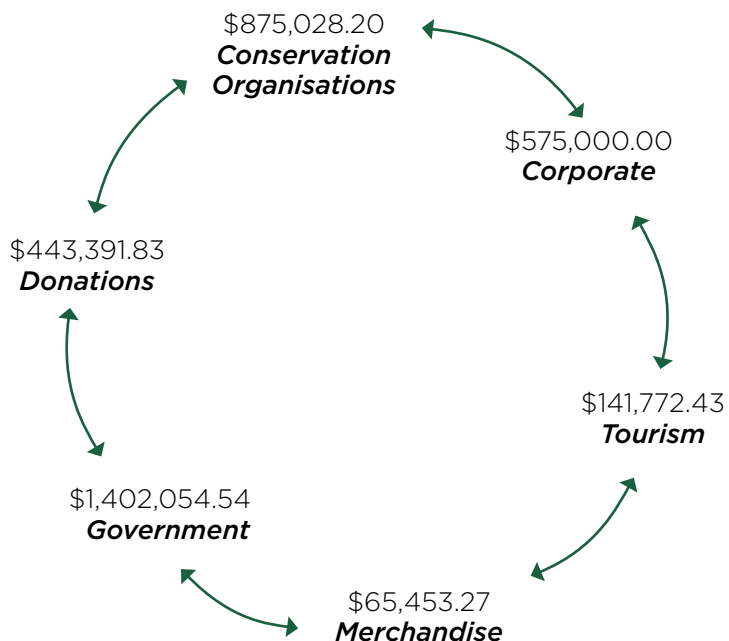 $875,028.20
Conservation
Organisations
$575,000.00
Corporate
$141,772.43
Tourism
$65,453.27
Merchandise
$1,402,054.54
Government
$443,391.83
Donations